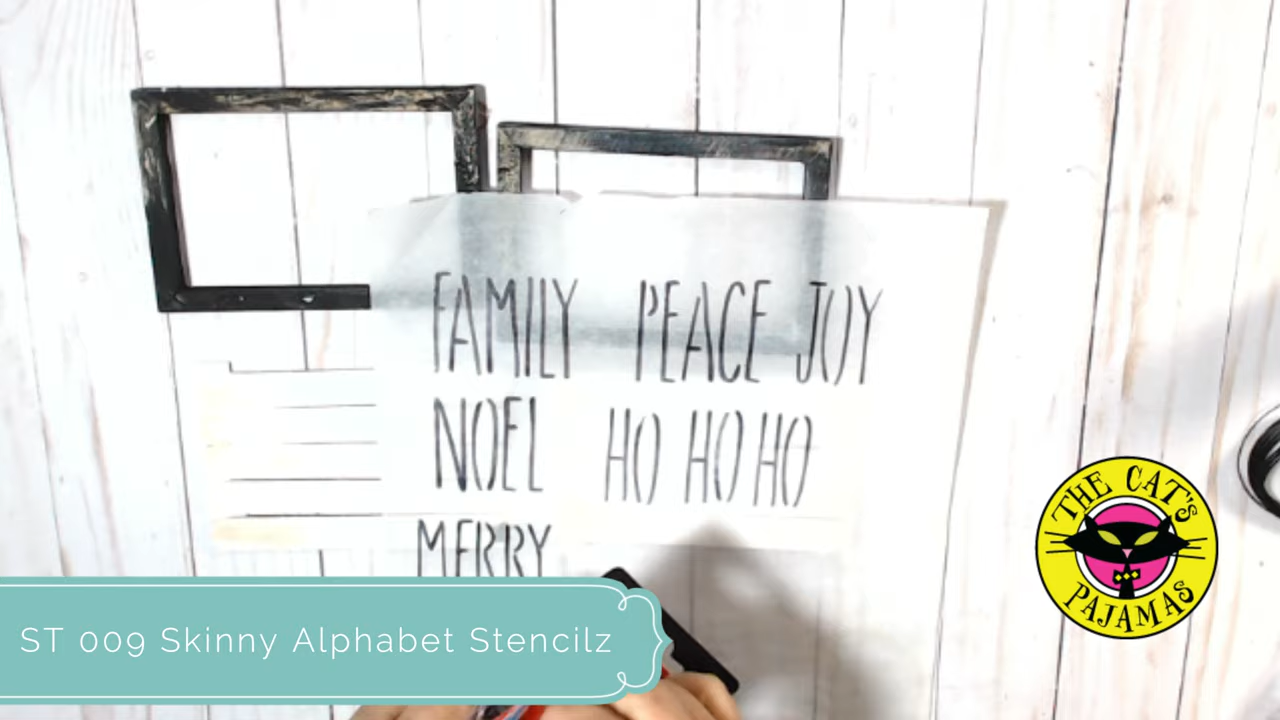 FAMILY PEACE JOY
NOEL HO HO HO
MERRY
ST 009 Skinny Alphabet Stencilz
THE CAT'S
PAJAMAS